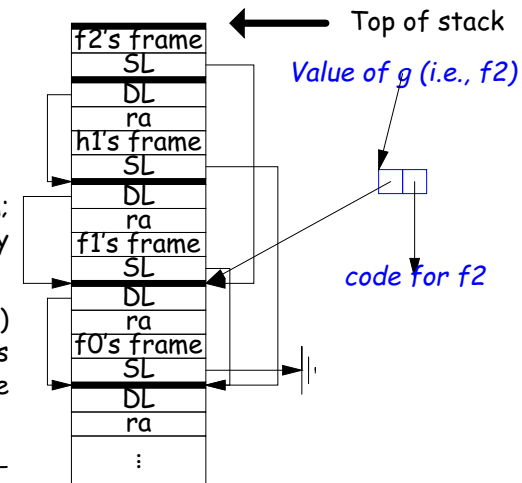 Top of stack
f2's frame
SL
Value of g (i.e., f2)
DL
ra
h1's frame
SL
DL
;
ra
y
f1's frame
code for f2
SL
DL
)
ra
s
f0's frame
e
SL
DL
ra
⋮
-